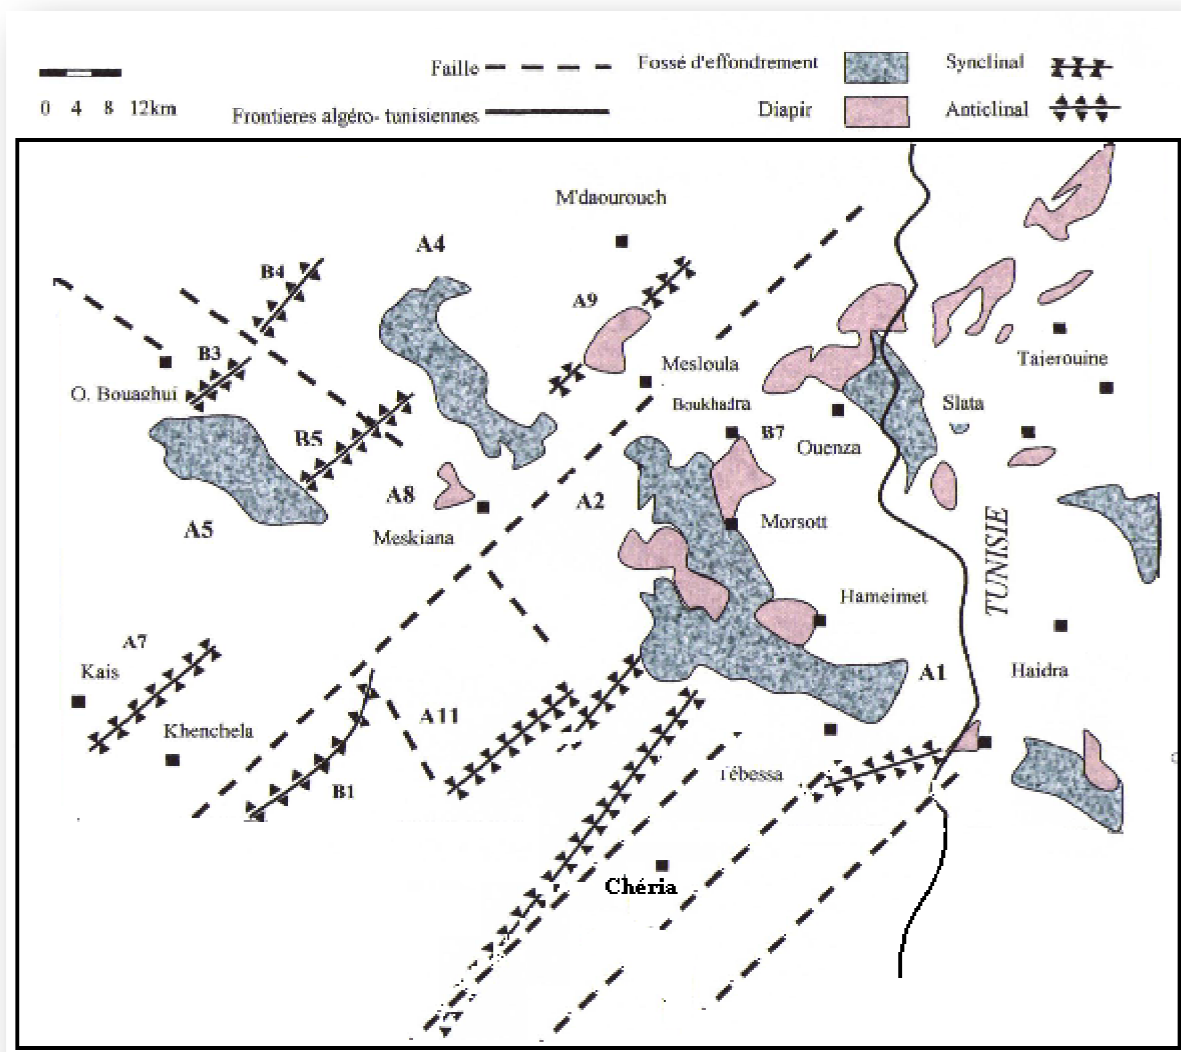 Faille
Fossé d'effondrement
Synclinal
0 4 8 12km
Frontieres algéro- tunisiennes
Diapir
Anticlinal
M'daourouch
A4
B4
A9
B3
Mesloula
Taierouine
O. Bouaghui
Boukhadra
Slata
B5
B7
Ouenza
A8
A2
A5
Meskiana
Morsott
TUNISIE
Hameimet
A7
Kais
A1
Haidra
A11
Khenchela
Tébessa
B1
Chéria